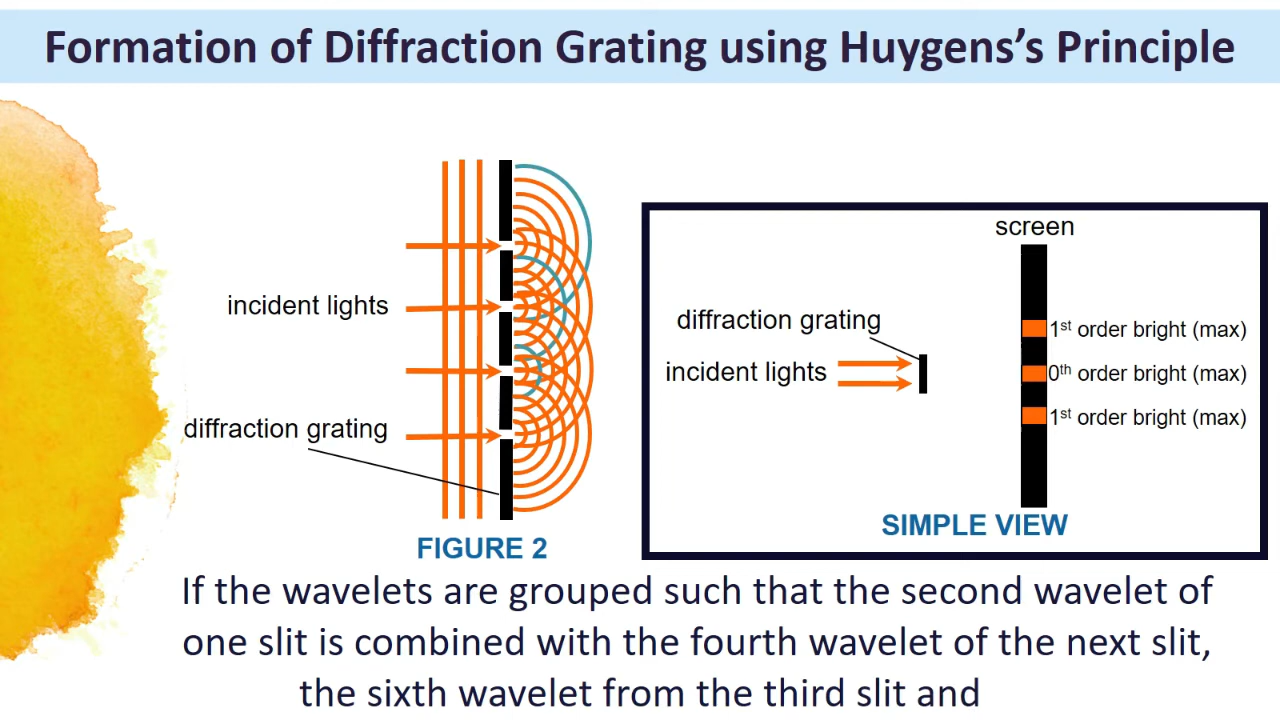 Formation of Diffraction Grating using Huygens’s Principle
incident lights
diffraction grating
FIGURE 2
screen
diffraction grating
incident lights
1st order bright (max)
0th order bright (max)
1st order bright (max)
SIMPLE VIEW
If the wavelets are grouped such that the second wavelet of
one slit is combined with the fourth wavelet of the next slit,
the sixth wavelet from the third slit and